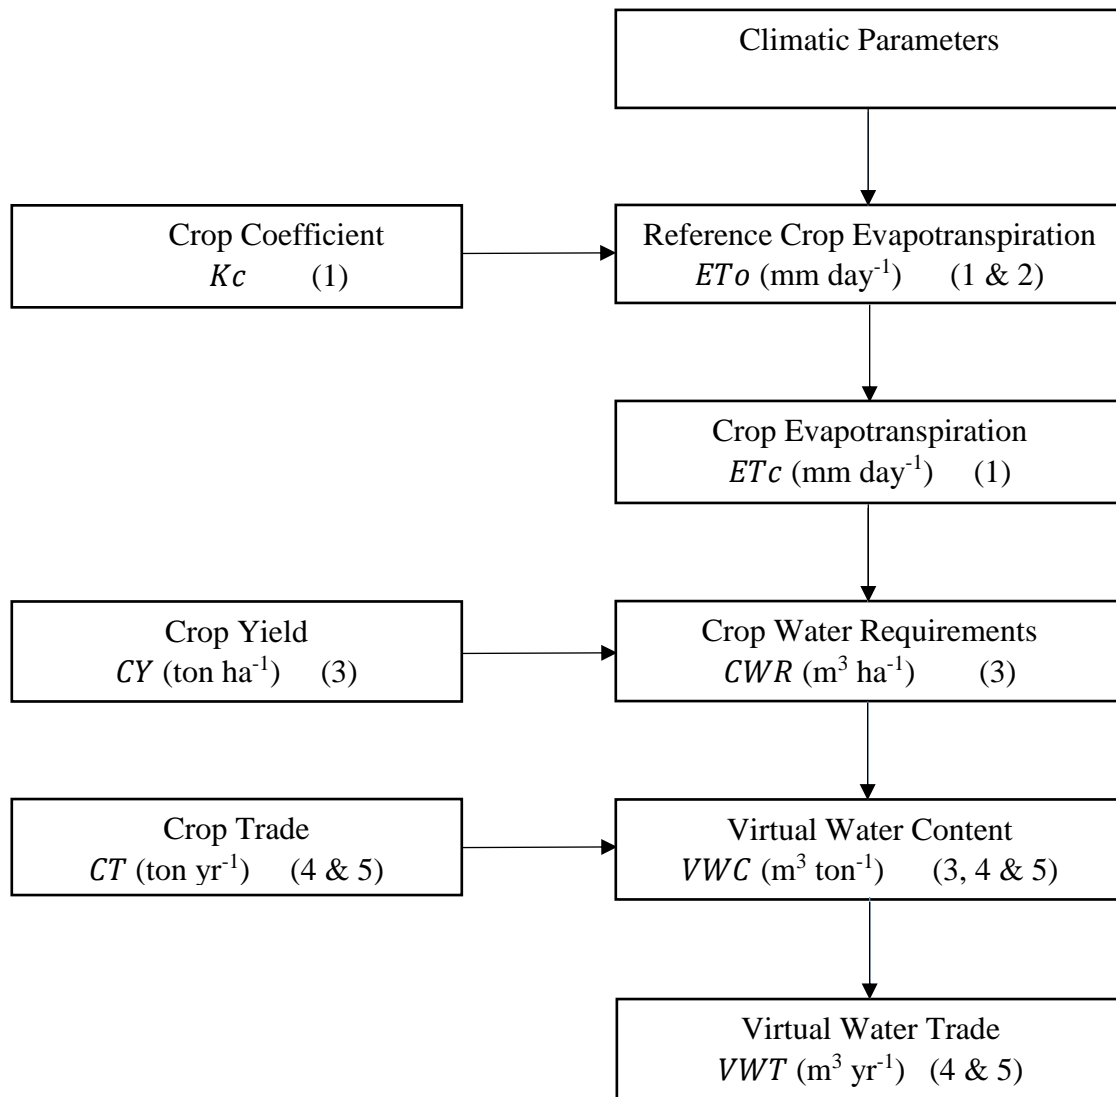 Climatic Parameters
Crop Coefficient
Kc (1)
Reference Crop Evapotranspiration
ETo (mm day⁻¹) (1 & 2)
Crop Evapotranspiration
ETc (mm day⁻¹) (1)
Crop Yield
CY (ton ha⁻¹) (3)
Crop Water Requirements
CWR (m³ ha⁻¹) (3)
Crop Trade
CT (ton yr⁻¹) (4 & 5)
Virtual Water Content
VWC (m³ ton⁻¹) (3, 4 & 5)
Virtual Water Trade
VWT (m³ yr⁻¹) (4 & 5)